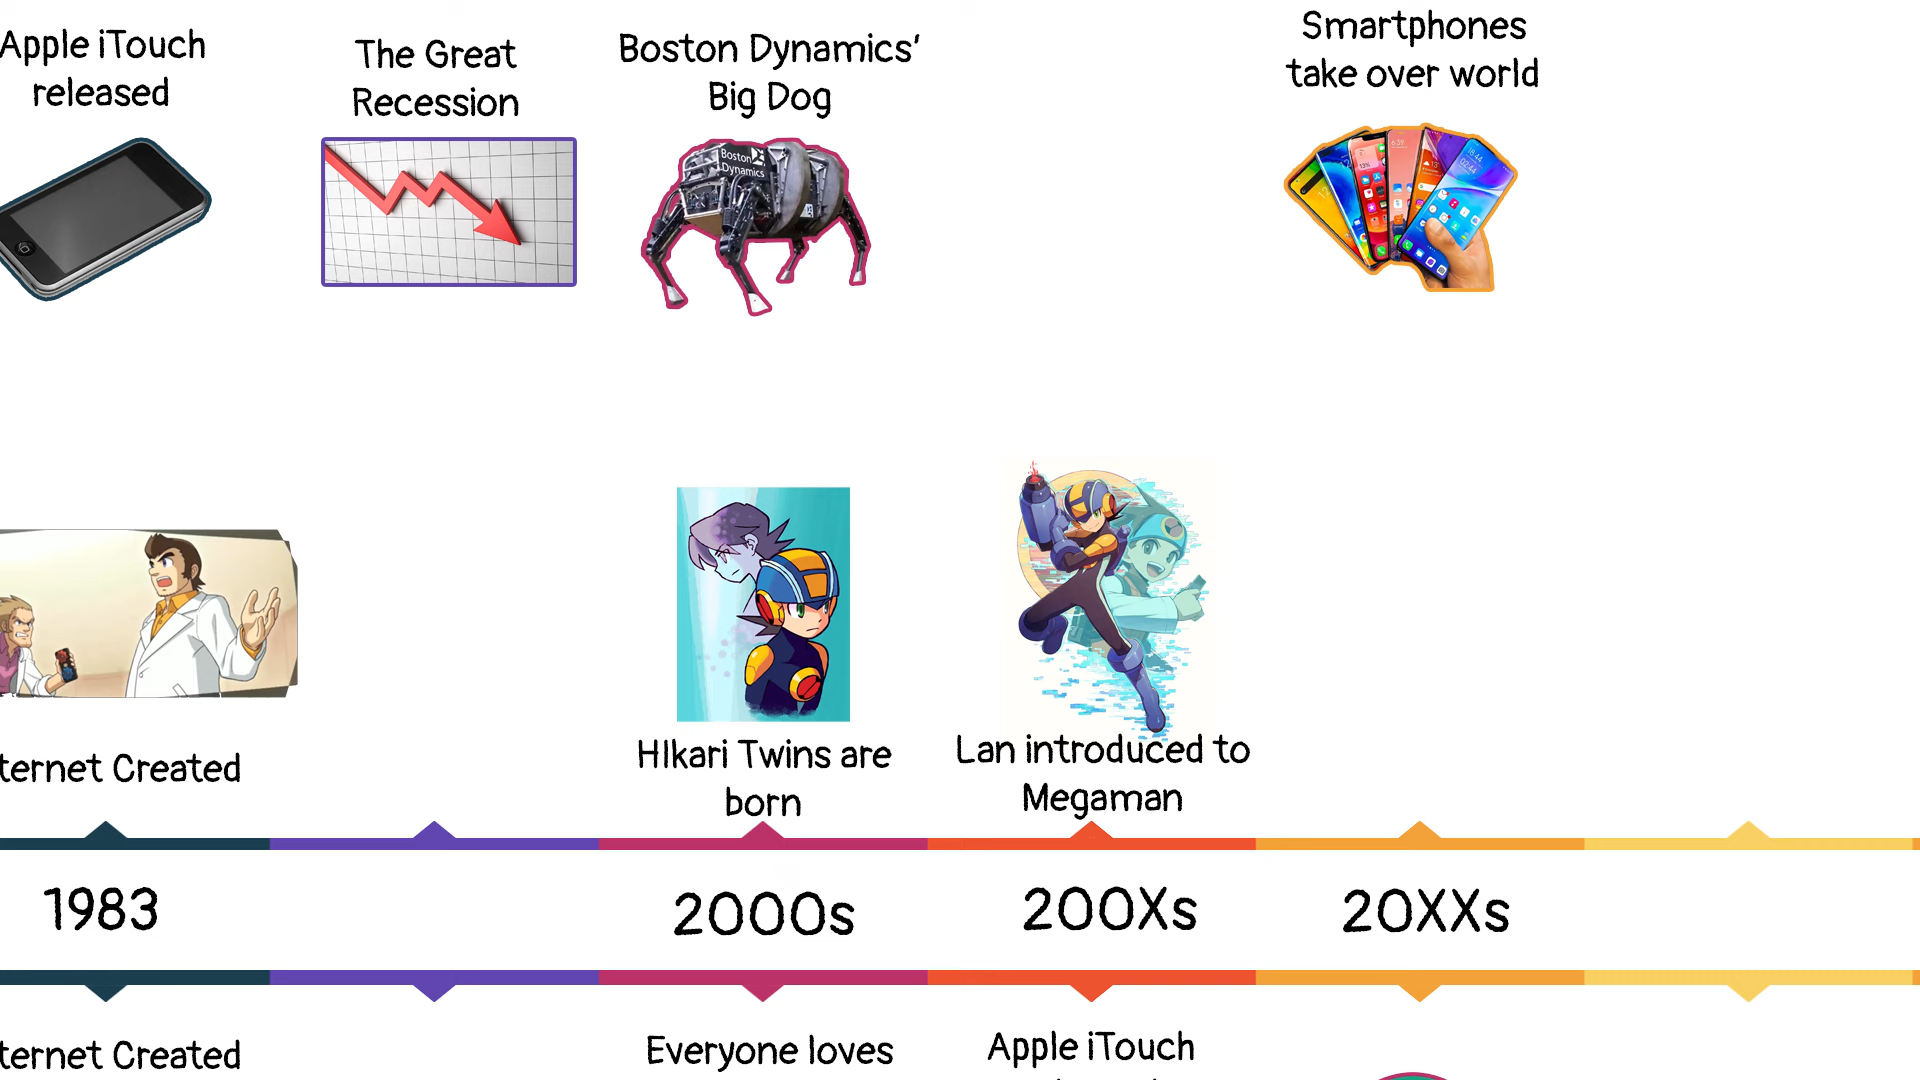 Apple iTouch
released
The Great
Recession
Boston Dynamics'
Big Dog
Smartphones
take over world
Boston
Dynamics
ternet Created
HIkari Twins are
born
Lan introduced to
Megaman
1983
2000s
200Xs
20XXs
ternet Created
Everyone loves
Apple iTouch